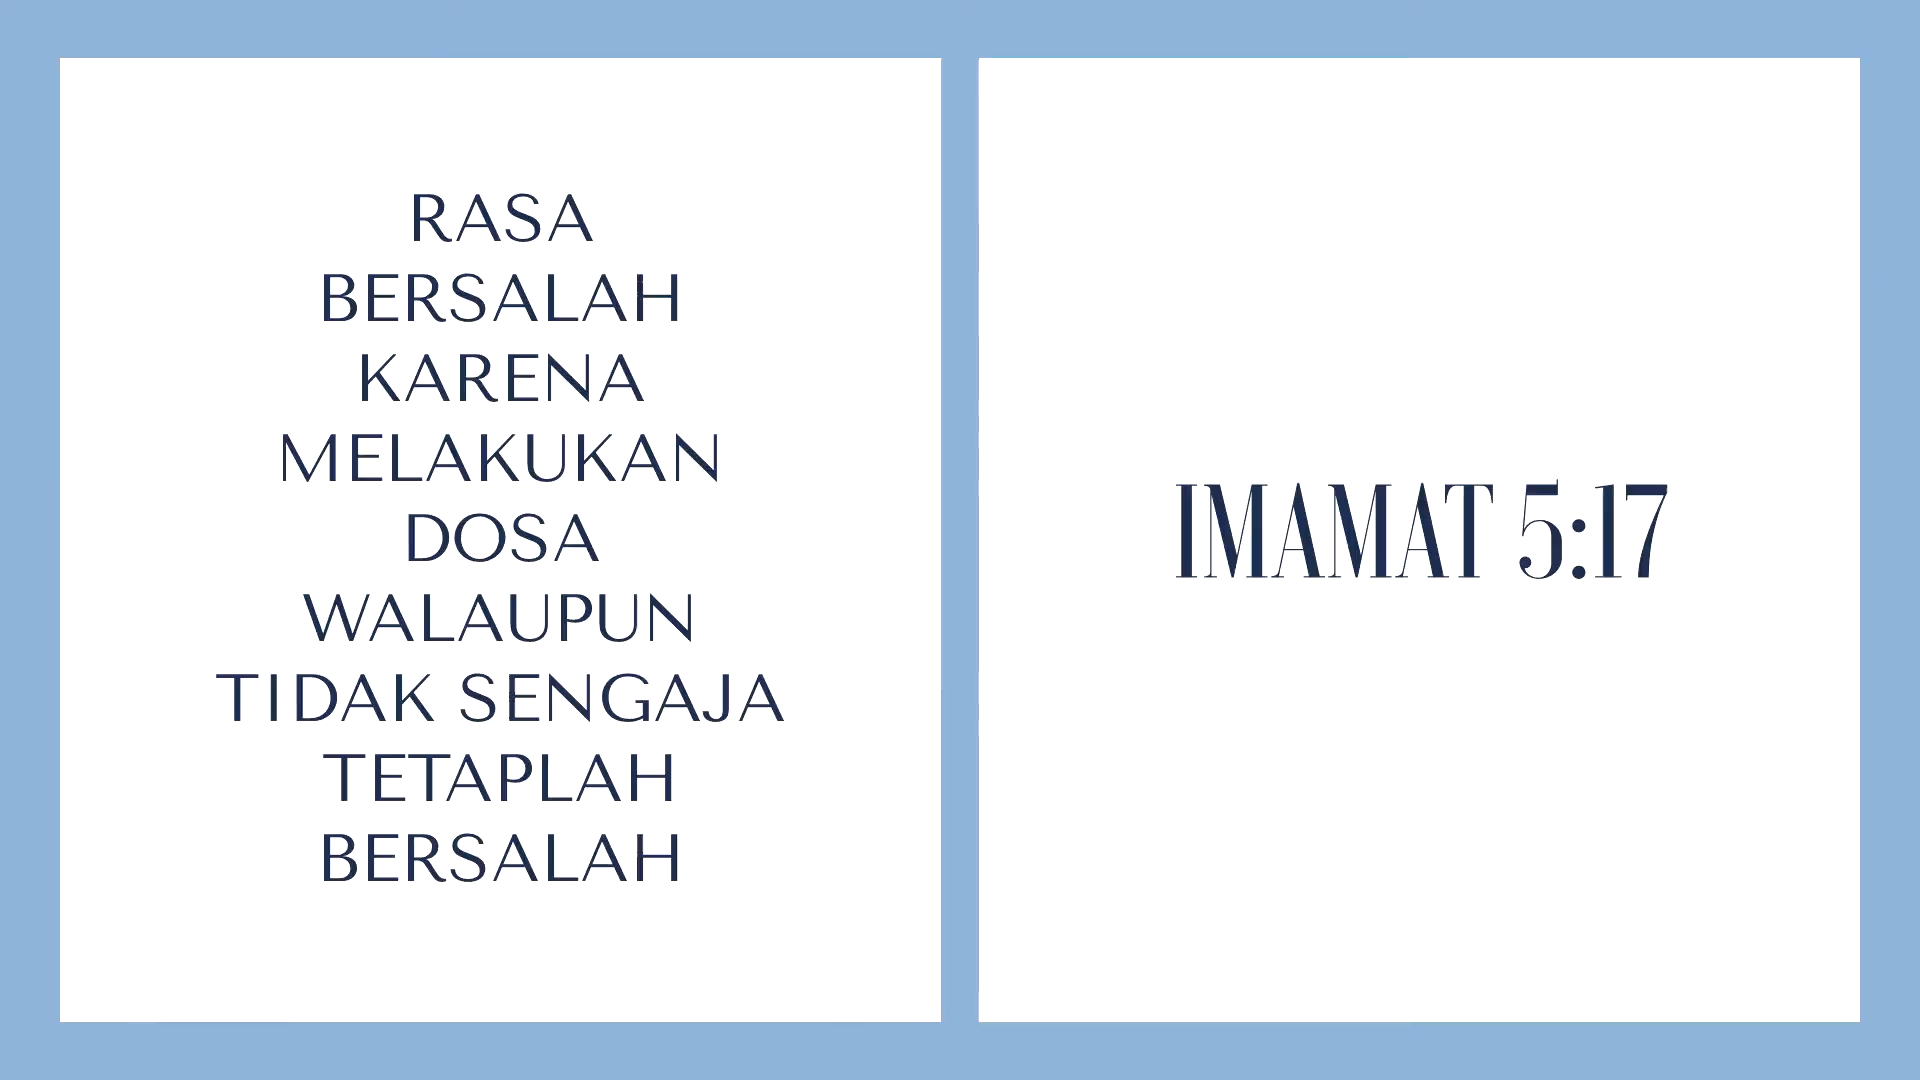 RASA
BERSALAH
KARENA
MELAKUKAN
DOSA
WALAUPUN
TIDAK SENGAJA
TETAPLAH
BERSALAH
IMAMAT 5:17